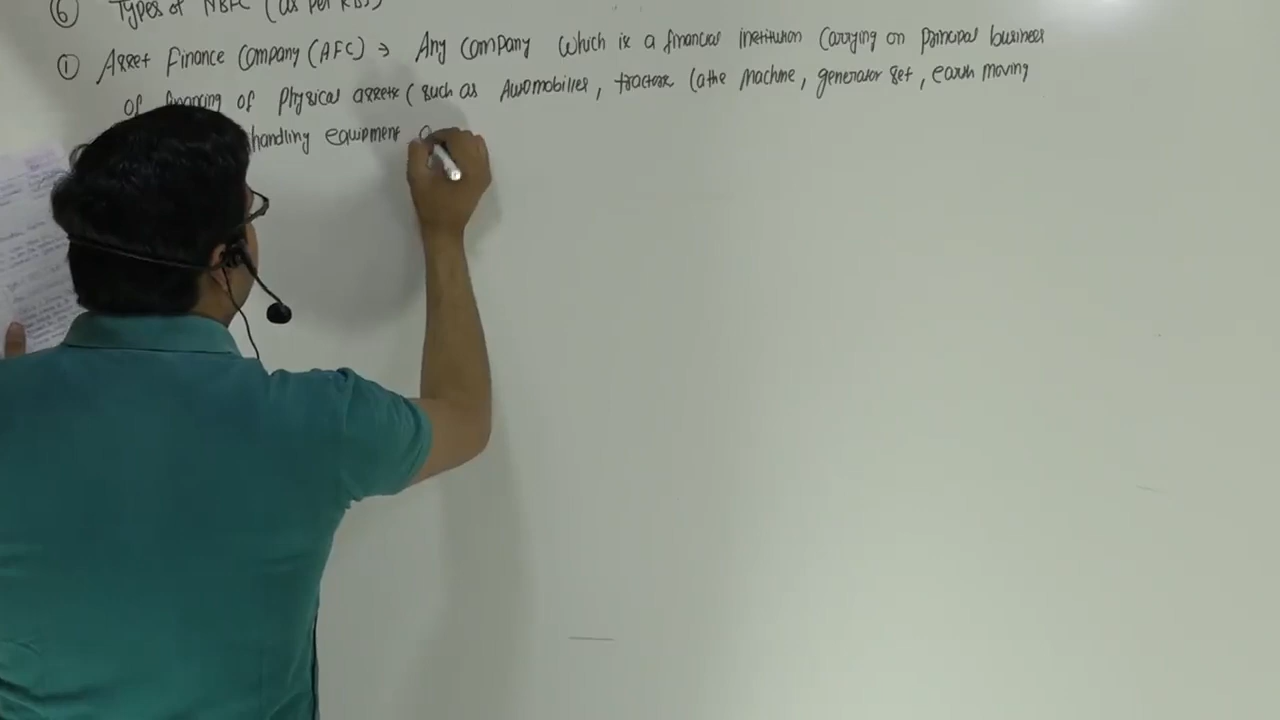 ⑥ Types of NBFC (as per RBI)
① Asset Finance Company (AFC) → Any Company which is a financial institution Carrying on principal business
of financing of physical assets (such as Automobiles, tractor lathe Machine, generator set, earth moving
handling equipment